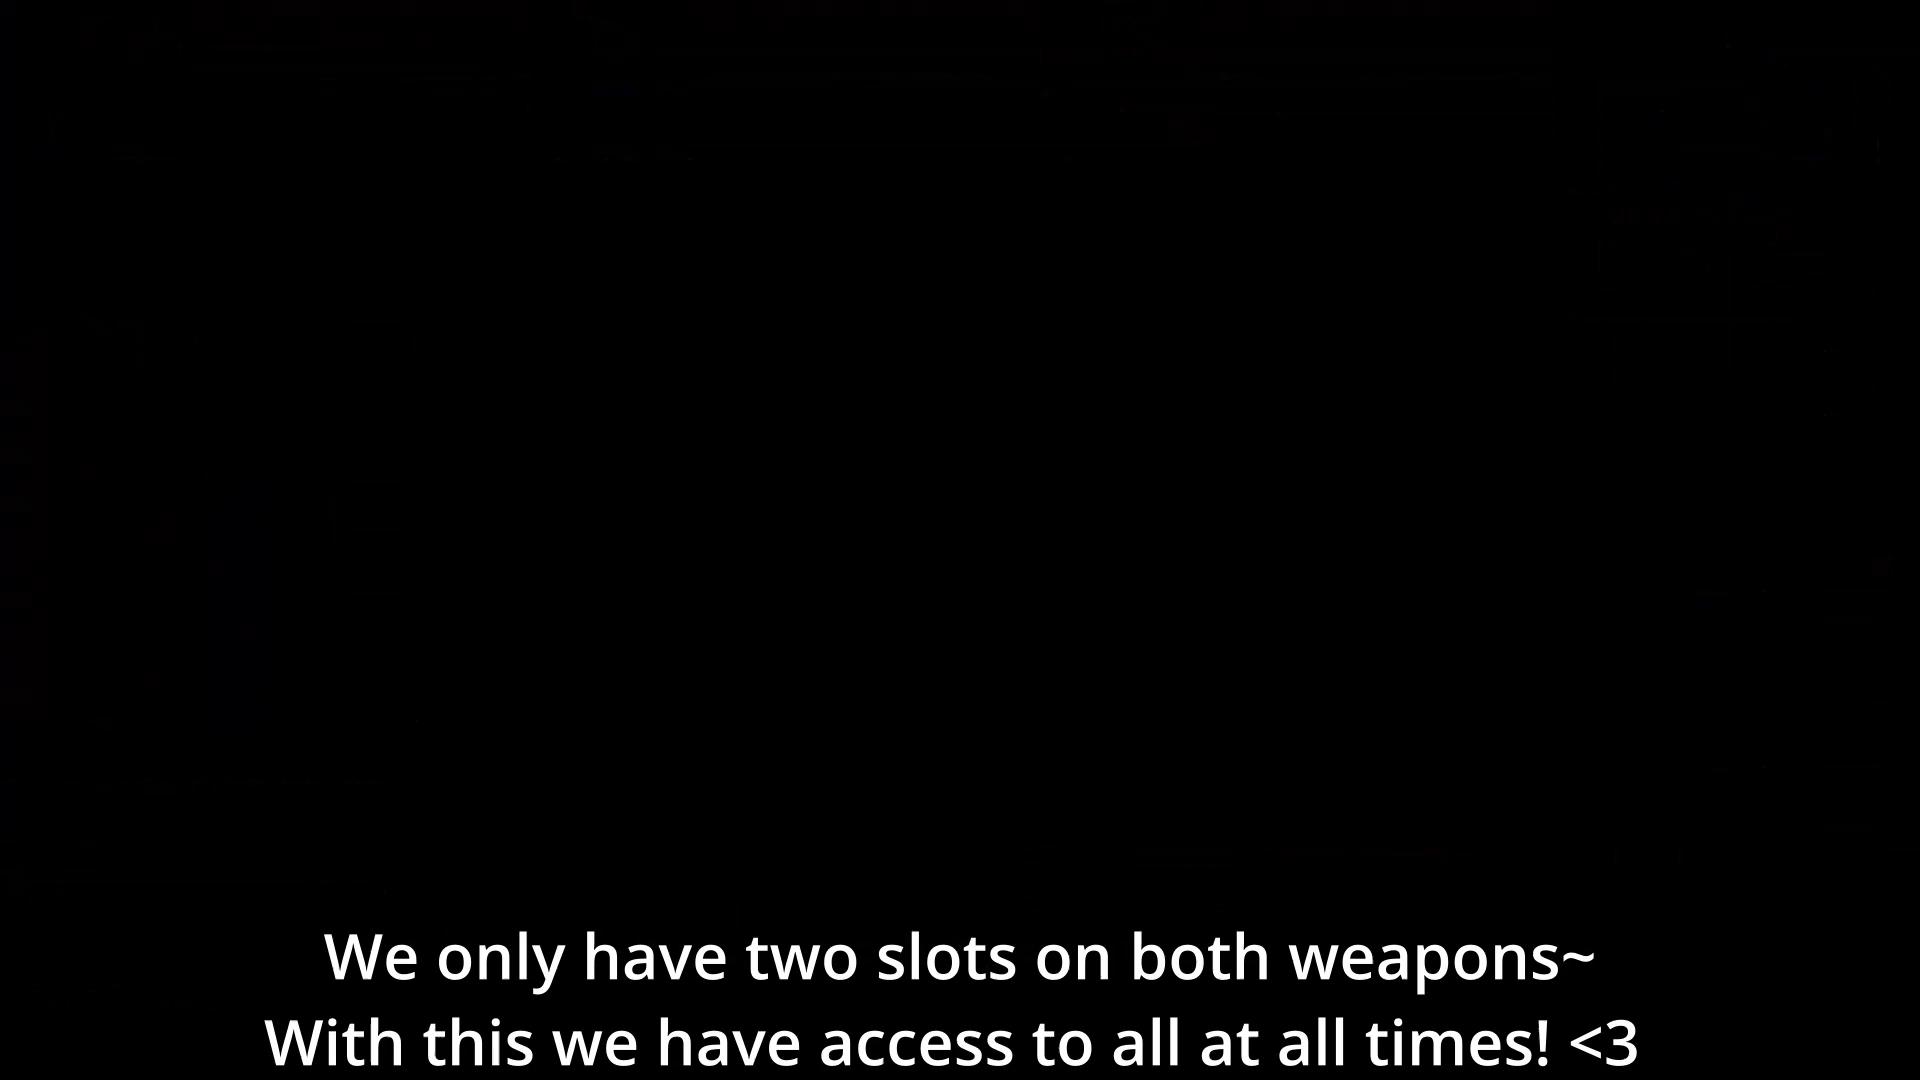 We only have two slots on both weapons~
With this we have access to all at all times! <3